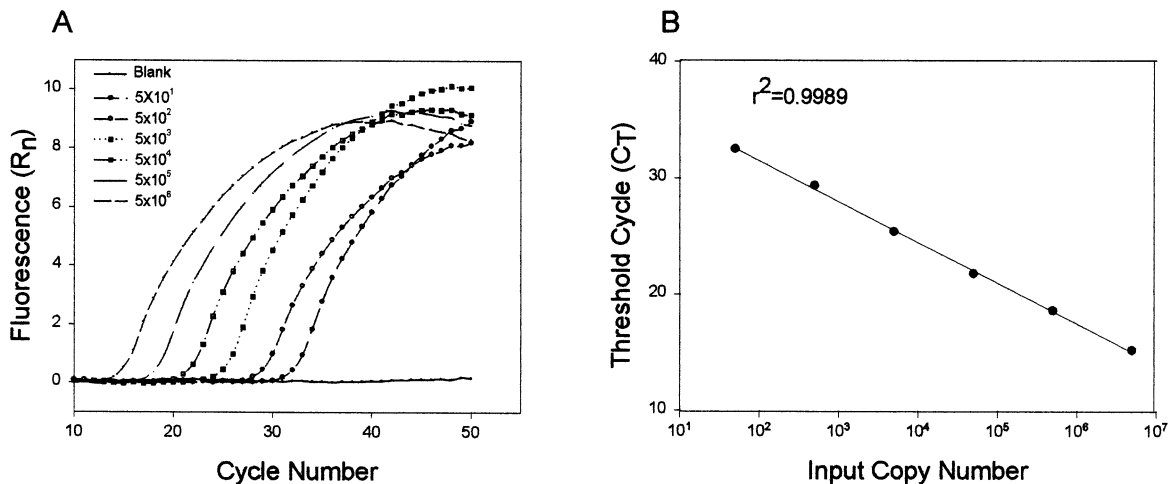 A
Fluorescence (Rn)
10
8
6
4
2
0
Blank
5X10¹
5x10²
5x10³
5x10⁴
5x10⁵
5x10⁶
10
20
30
40
50
Cycle Number
B
Threshold Cycle (CT)
40
30
20
10
r²=0.9989
10¹
10²
10³
10⁴
10⁵
10⁶
10⁷
Input Copy Number